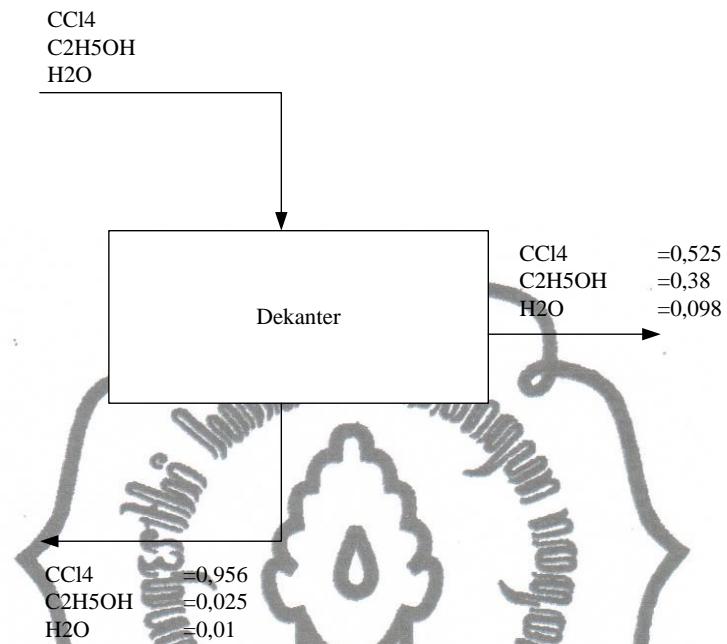 CCl4
C2H5OH
H2O
Dekanter
CCl4 =0,525
C2H5OH =0,38
H2O =0,098
CCl4 =0,956
C2H5OH =0,025
H2O =0,01